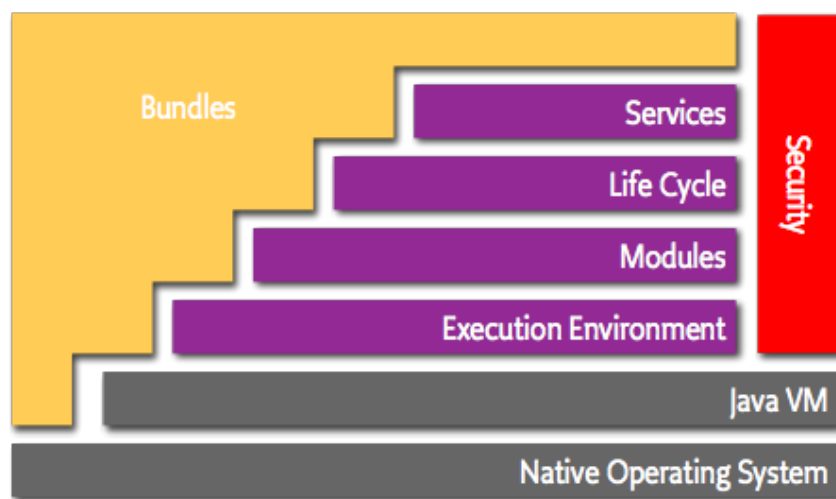 Bundles
Services
Life Cycle
Modules
Execution Environment
Security
Java VM
Native Operating System